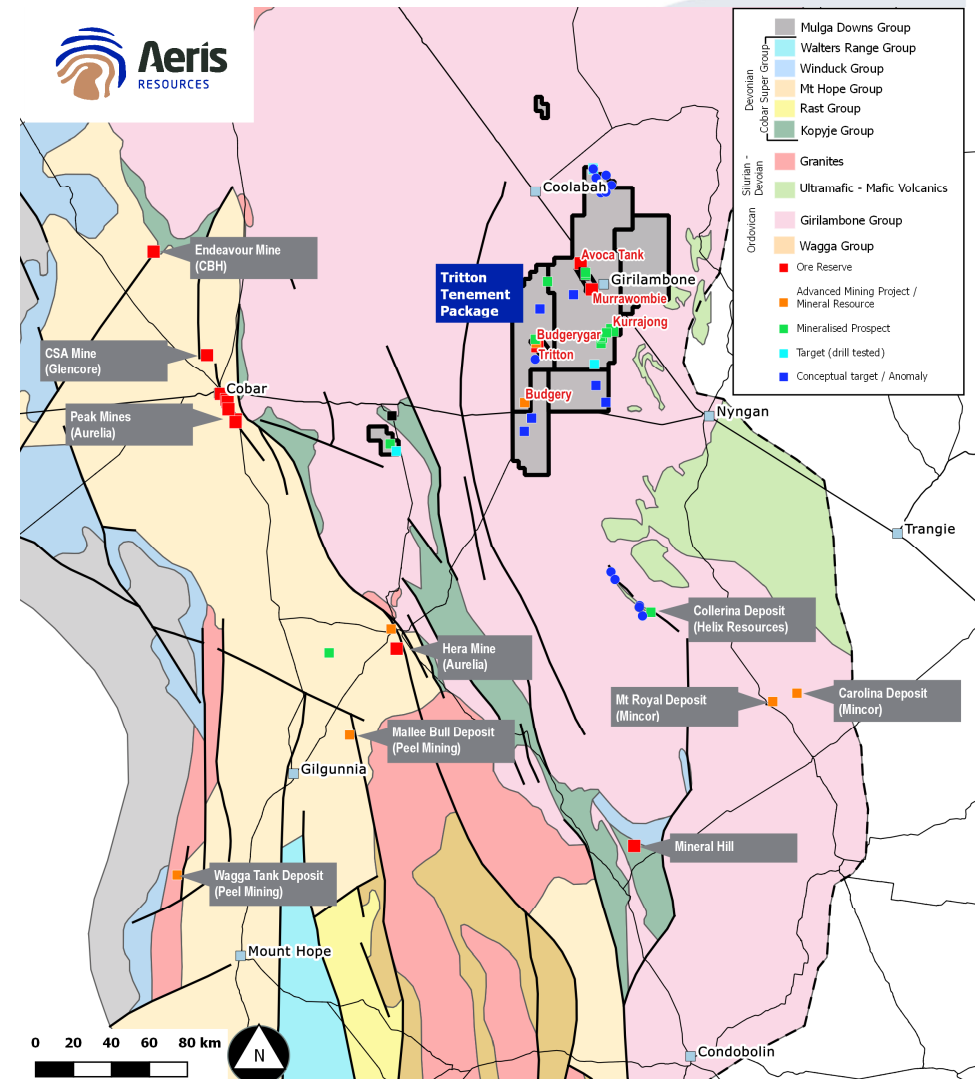 Aeris
RESOURCES
Mulga Downs Group
Walters Range Group
Winduck Group
Mt Hope Group
Rast Group
Kopyje Group
Devonian
Cobar Super Group
Granites
Ultramafic - Mafic Volcanics
Silurian -
Devoian
Girilambone Group
Wagga Group
Ordovican
Ore Reserve
Advanced Mining Project /
Mineral Resource
Mineralised Prospect
Target (drill tested)
Conceptual target / Anomaly
Coolabah
Endeavour Mine
(CBH)
Avoca Tank
Tritton
Tenement
Package
Girilambone
Murrawombie
Kurrajong
Budgerygar
Tritton
CSA Mine
(Glencore)
Cobar
Budgery
Peak Mines
(Aurelia)
Nyngan
Trangie
Collerina Deposit
(Helix Resources)
Hera Mine
(Aurelia)
Mt Royal Deposit
(Mincor)
Carolina Deposit
(Mincor)
Mallee Bull Deposit
(Peel Mining)
Gilgunnia
Mineral Hill
Wagga Tank Deposit
(Peel Mining)
Mount Hope
0 20 40 60 80 km
N
Condobolin